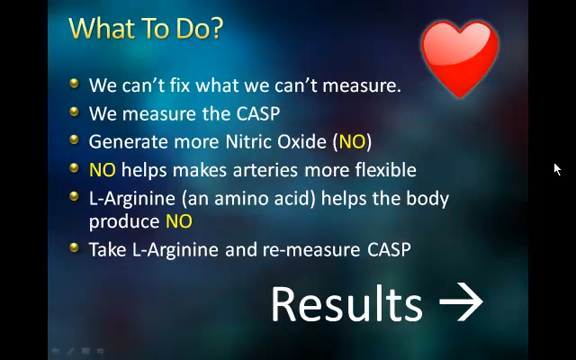 What To Do?
We can't fix what we can't measure.
We measure the CASP
Generate more Nitric Oxide (NO)
NO helps makes arteries more flexible
L-Arginine (an amino acid) helps the body
produce NO
Take L-Arginine and re-measure CASP
Results →